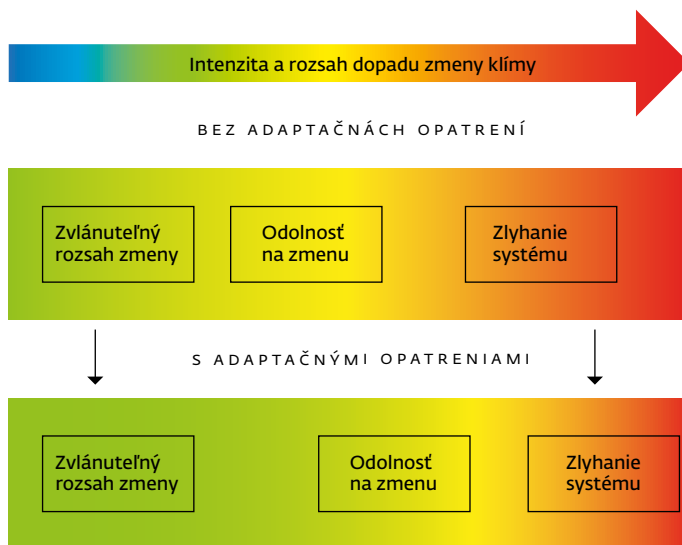 Intenzita a rozsah dopadu zmeny klímy
BEZ ADAPTAČNÁCH OPATRENÍ
Zvlánuteľný
rozsah zmeny
Odolnosť
na zmenu
Zlyhanie
systému
S ADAPTAČNÝMI OPATRENIAMI
Zvlánuteľný
rozsah zmeny
Odolnosť
na zmenu
Zlyhanie
systému